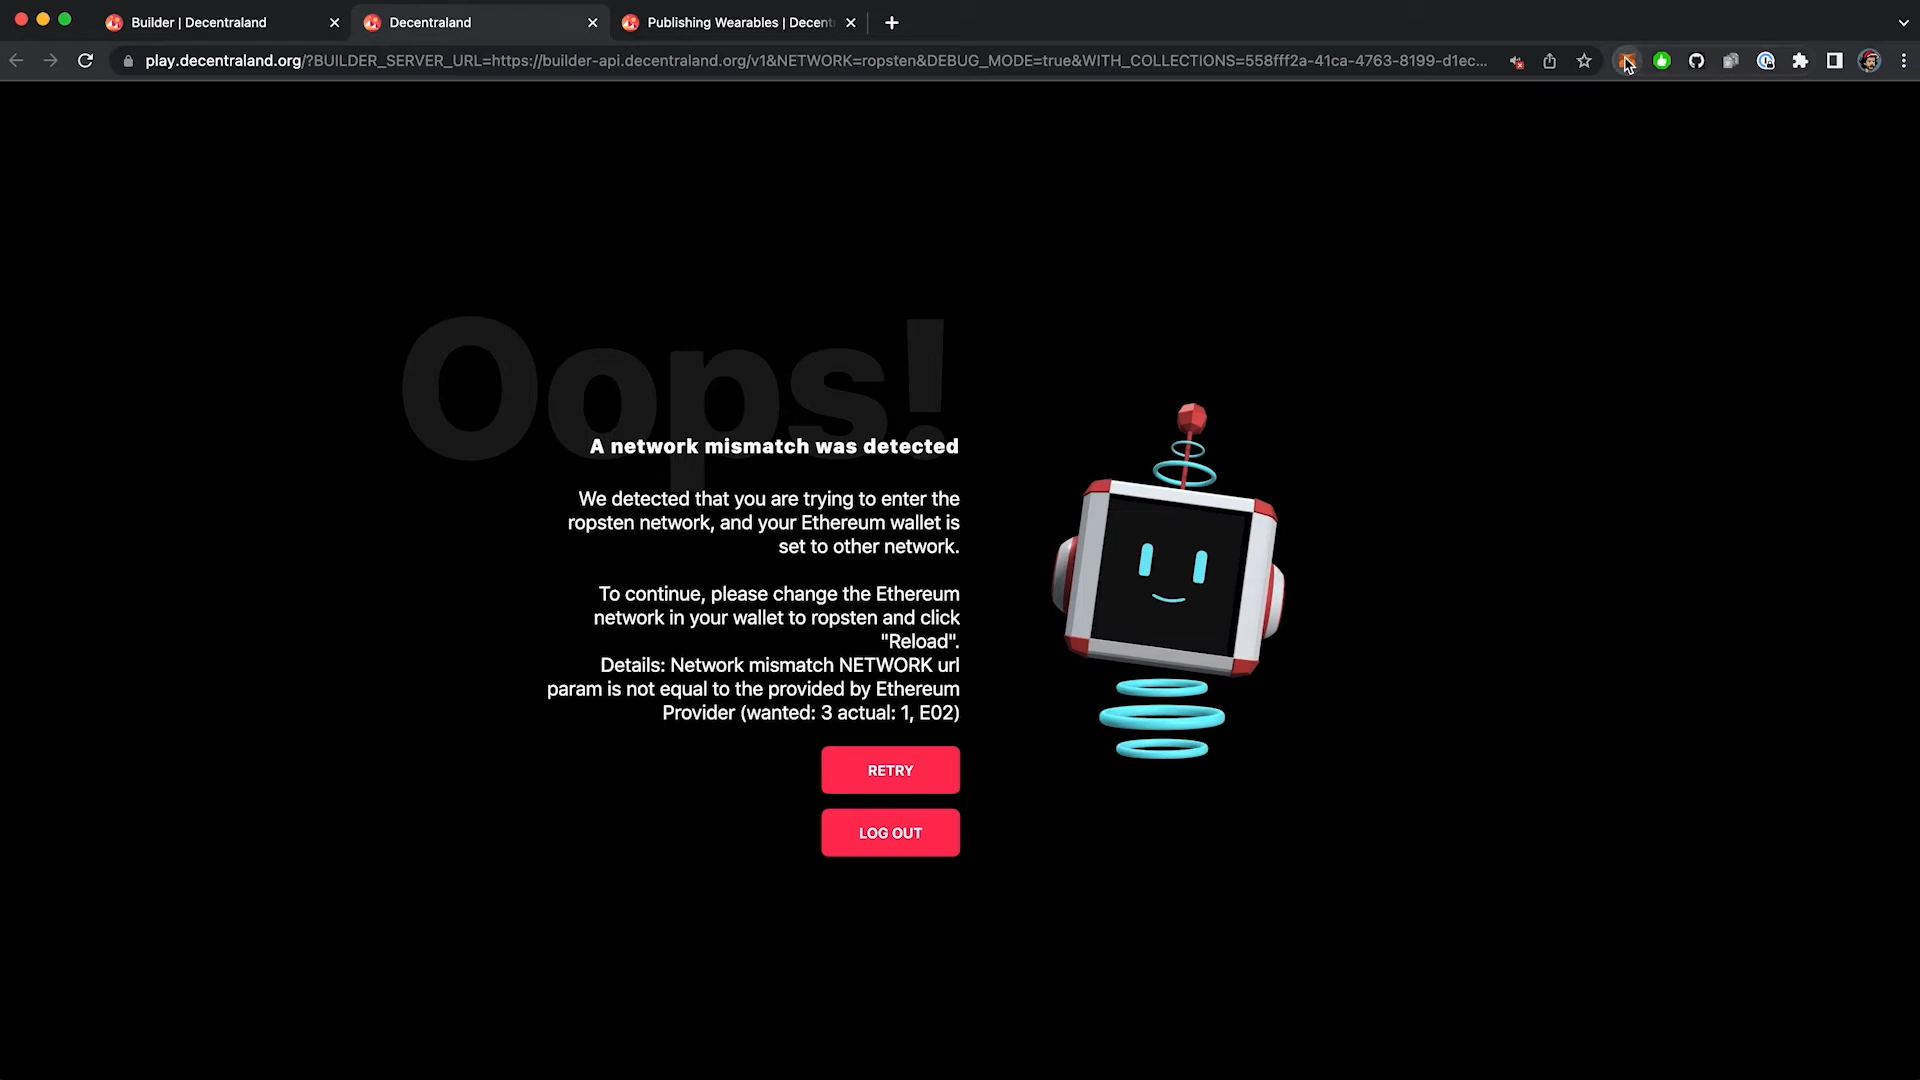 Builder | Decentraland
Decentraland
Publishing Wearables | Decent
play.decentraland.org/?BUILDER_SERVER_URL=https://builder-api.decentraland.org/v1&NETWORK=ropsten&DEBUG_MODE=true&WITH_COLLECTIONS=558fff2a-41ca-4763-8199-d1ec...
Oops!
A network mismatch was detected
We detected that you are trying to enter the
ropsten network, and your Ethereum wallet is
set to other network.
To continue, please change the Ethereum
network in your wallet to ropsten and click
"Reload".
Details: Network mismatch NETWORK url
param is not equal to the provided by Ethereum
Provider (wanted: 3 actual: 1, E02)
RETRY
LOG OUT